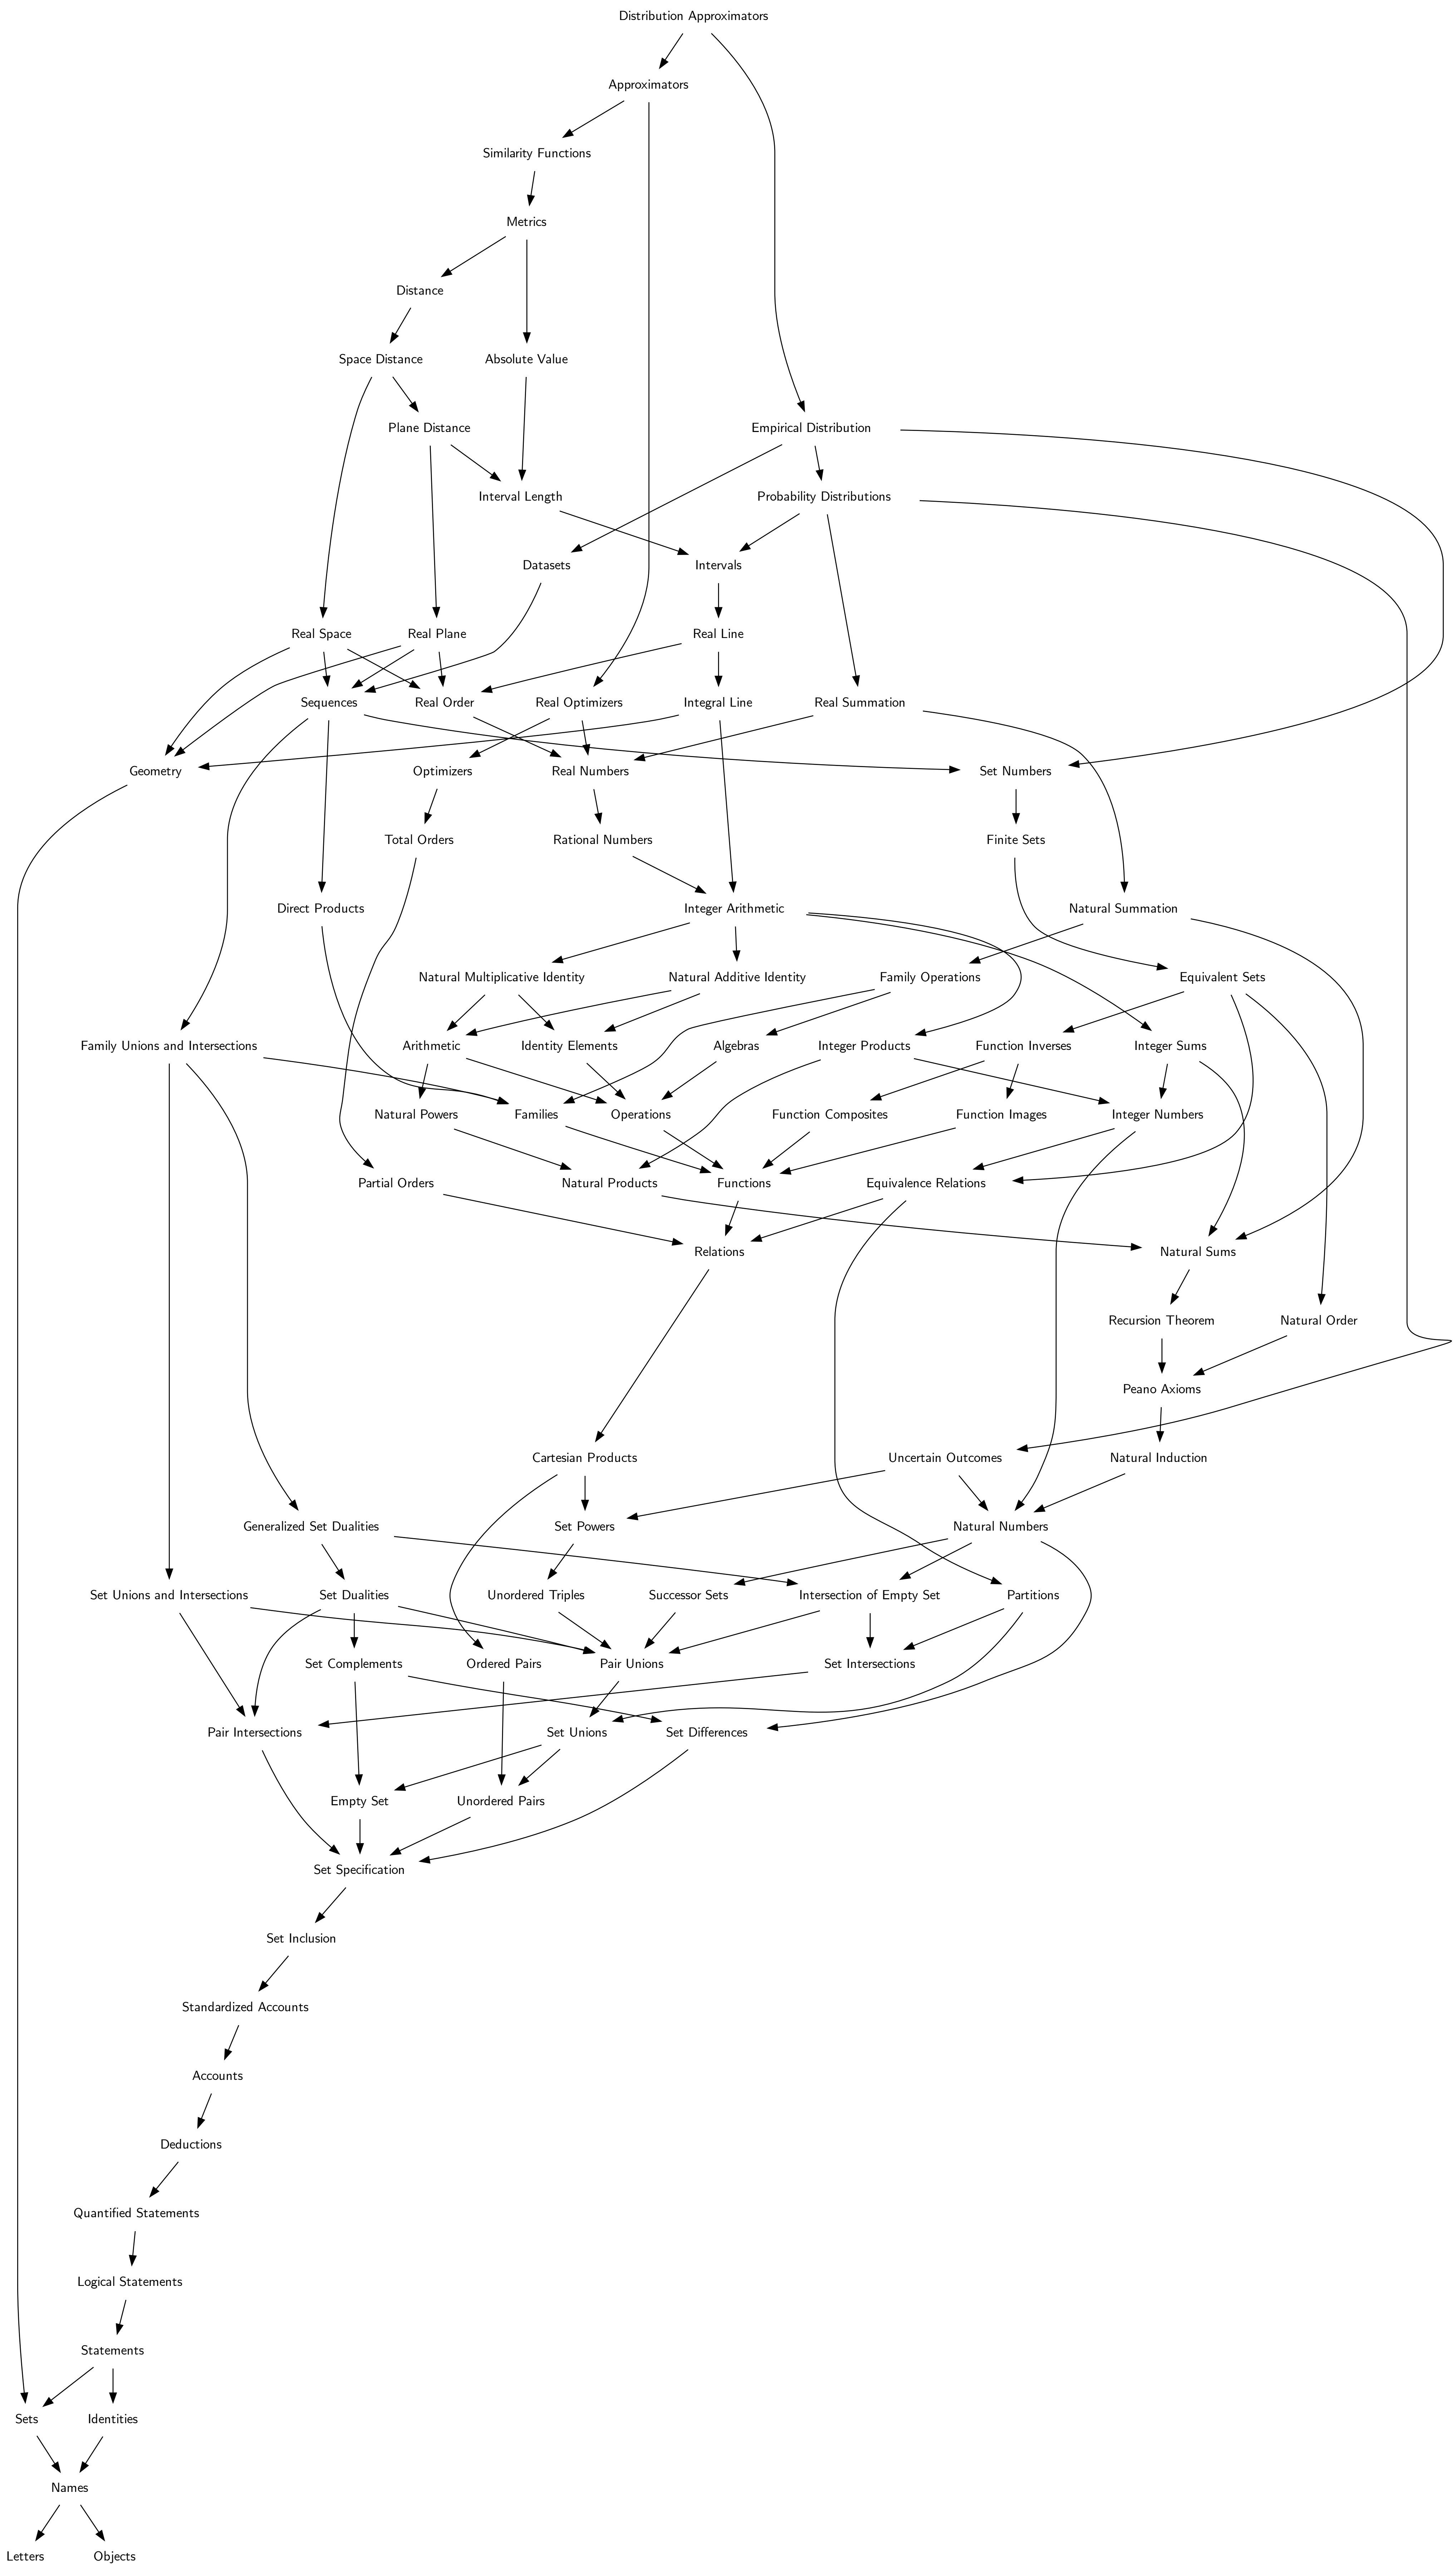 Distribution Approximators
Approximators
Similarity Functions
Metrics
Distance
Space Distance
Absolute Value
Plane Distance
Empirical Distribution
Interval Length
Probability Distributions
Datasets
Intervals
Real Space
Real Plane
Real Line
Sequences
Real Order
Real Optimizers
Integral Line
Real Summation
Geometry
Optimizers
Real Numbers
Set Numbers
Total Orders
Rational Numbers
Finite Sets
Direct Products
Integer Arithmetic
Natural Summation
Natural Multiplicative Identity
Natural Additive Identity
Family Operations
Equivalent Sets
Family Unions and Intersections
Arithmetic
Identity Elements
Algebras
Integer Products
Function Inverses
Integer Sums
Natural Powers
Families
Operations
Function Composites
Function Images
Integer Numbers
Partial Orders
Natural Products
Functions
Equivalence Relations
Relations
Natural Sums
Recursion Theorem
Natural Order
Peano Axioms
Cartesian Products
Uncertain Outcomes
Natural Induction
Generalized Set Dualities
Set Powers
Natural Numbers
Set Unions and Intersections
Set Dualities
Unordered Triples
Successor Sets
Intersection of Empty Set
Partitions
Set Complements
Ordered Pairs
Pair Unions
Set Intersections
Pair Intersections
Set Unions
Set Differences
Empty Set
Unordered Pairs
Set Specification
Set Inclusion
Standardized Accounts
Accounts
Deductions
Quantified Statements
Logical Statements
Statements
Sets
Identities
Names
Letters
Objects